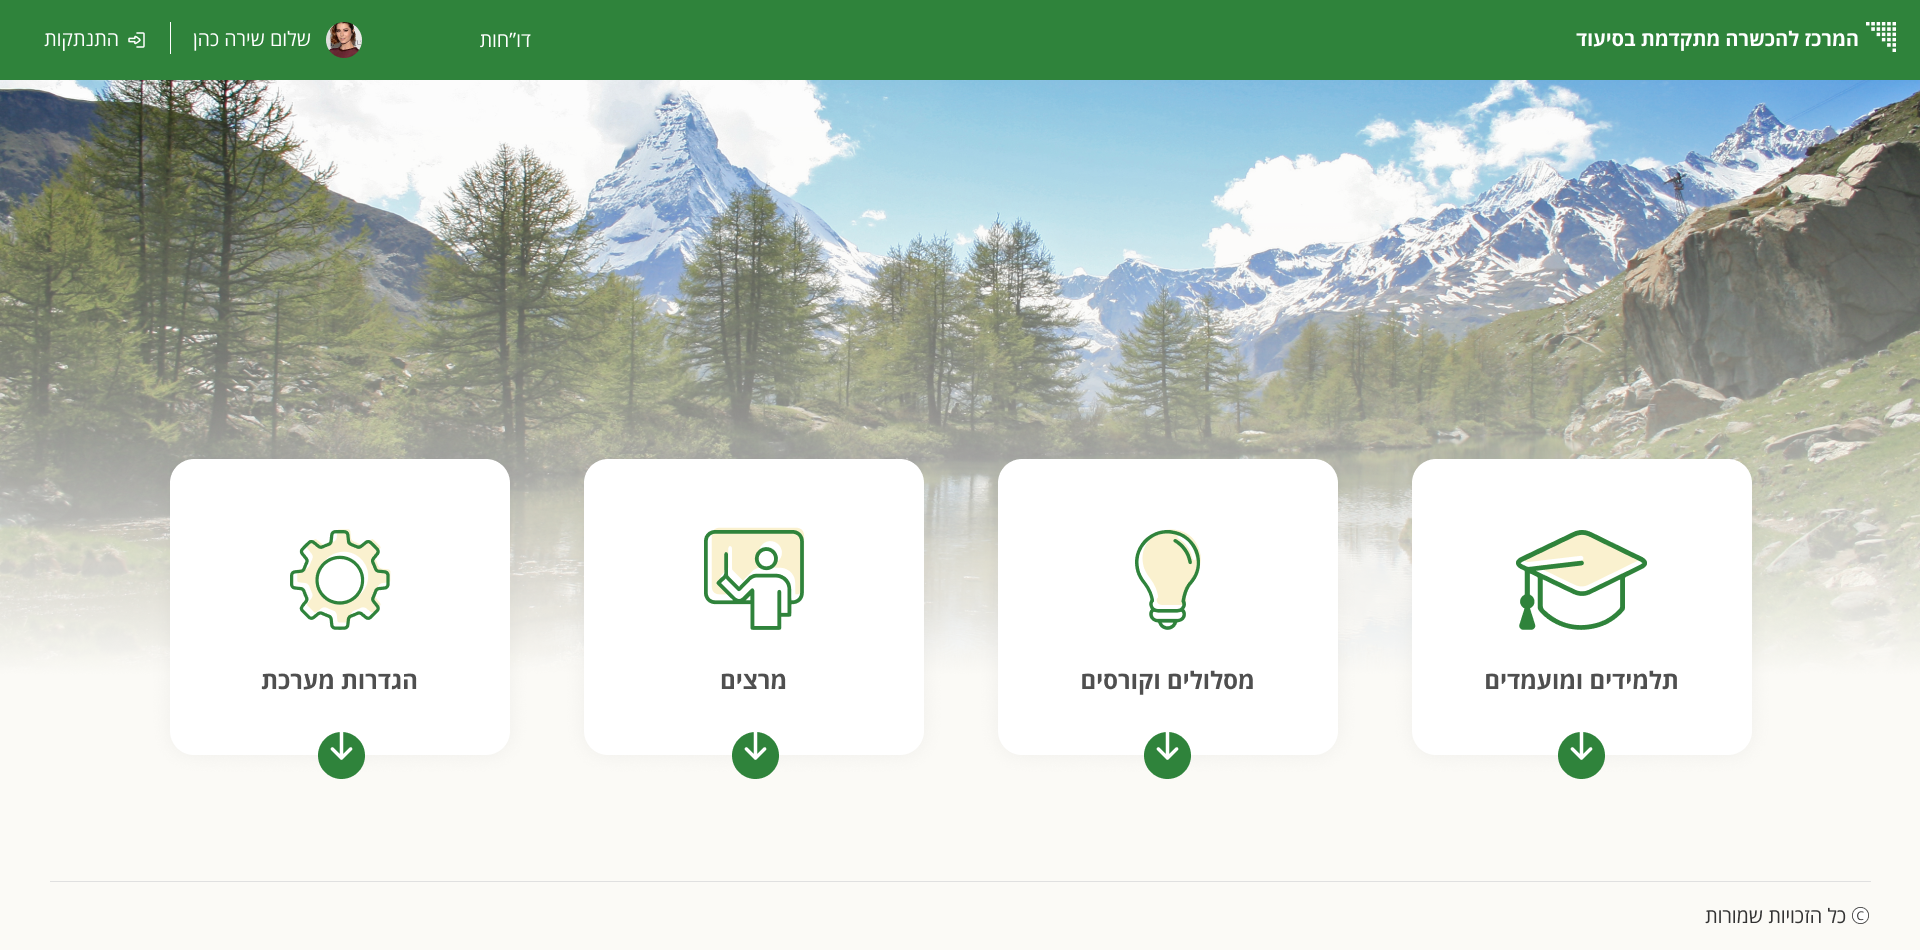 המרכז להכשרה מתקדמת בסיעוד
דו”חות
שלום שירה כהן
התנתקות
תלמידים ומועמדים
מסלולים וקורסים
מרצים
הגדרות מערכת
© כל הזכויות שמורות